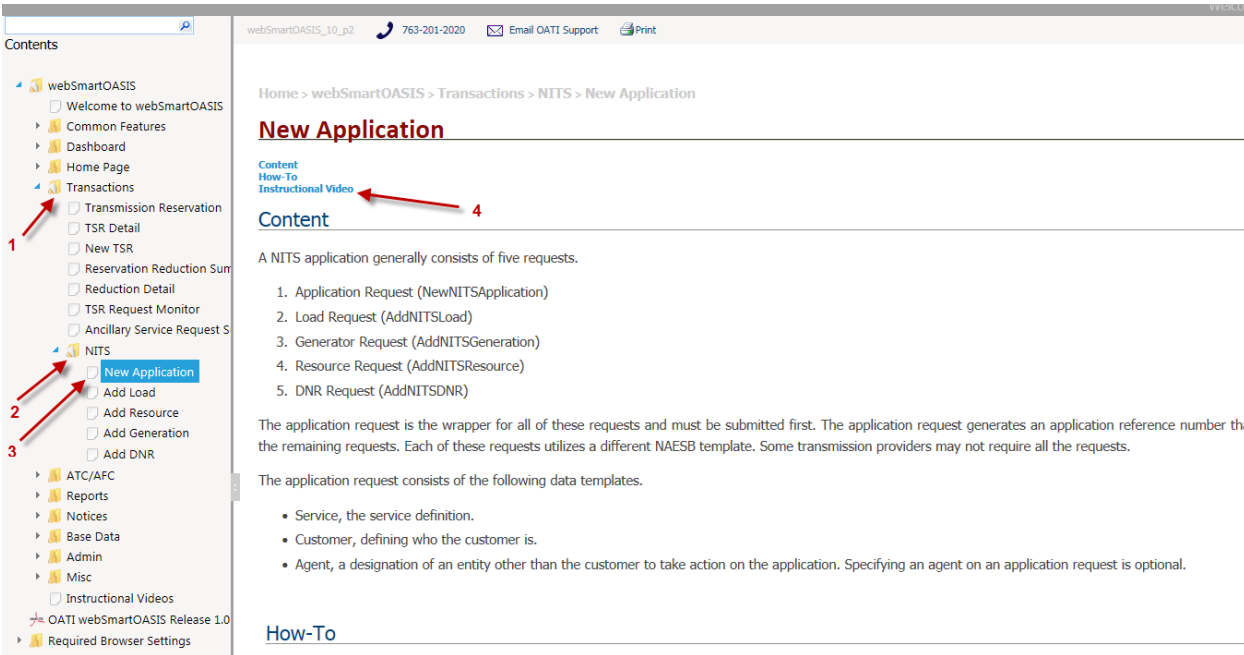 Welco
webSmartOASIS_10_p2 763-201-2020 Email OATI Support Print
Contents
webSmartOASIS
Welcome to webSmartOASIS
Common Features
Dashboard
Home Page
Transactions
Transmission Reservation
TSR Detail
New TSR
Reservation Reduction Sum
Reduction Detail
TSR Request Monitor
Ancillary Service Request S
NITS
New Application
Add Load
Add Resource
Add Generation
Add DNR
ATC/AFC
Reports
Notices
Base Data
Admin
Misc
Instructional Videos
OATI webSmartOASIS Release 1.0
Required Browser Settings
1
2
3
Home > webSmartOASIS > Transactions > NITS > New Application
New Application
Content
How-To
Instructional Video
4
Content
A NITS application generally consists of five requests.
1. Application Request (NewNITSApplication)
2. Load Request (AddNITSLoad)
3. Generator Request (AddNITSGeneration)
4. Resource Request (AddNITSResource)
5. DNR Request (AddNITSDNR)
The application request is the wrapper for all of these requests and must be submitted first. The application request generates an application reference number tha
the remaining requests. Each of these requests utilizes a different NAESB template. Some transmission providers may not require all the requests.
The application request consists of the following data templates.
• Service, the service definition.
• Customer, defining who the customer is.
• Agent, a designation of an entity other than the customer to take action on the application. Specifying an agent on an application request is optional.
How-To